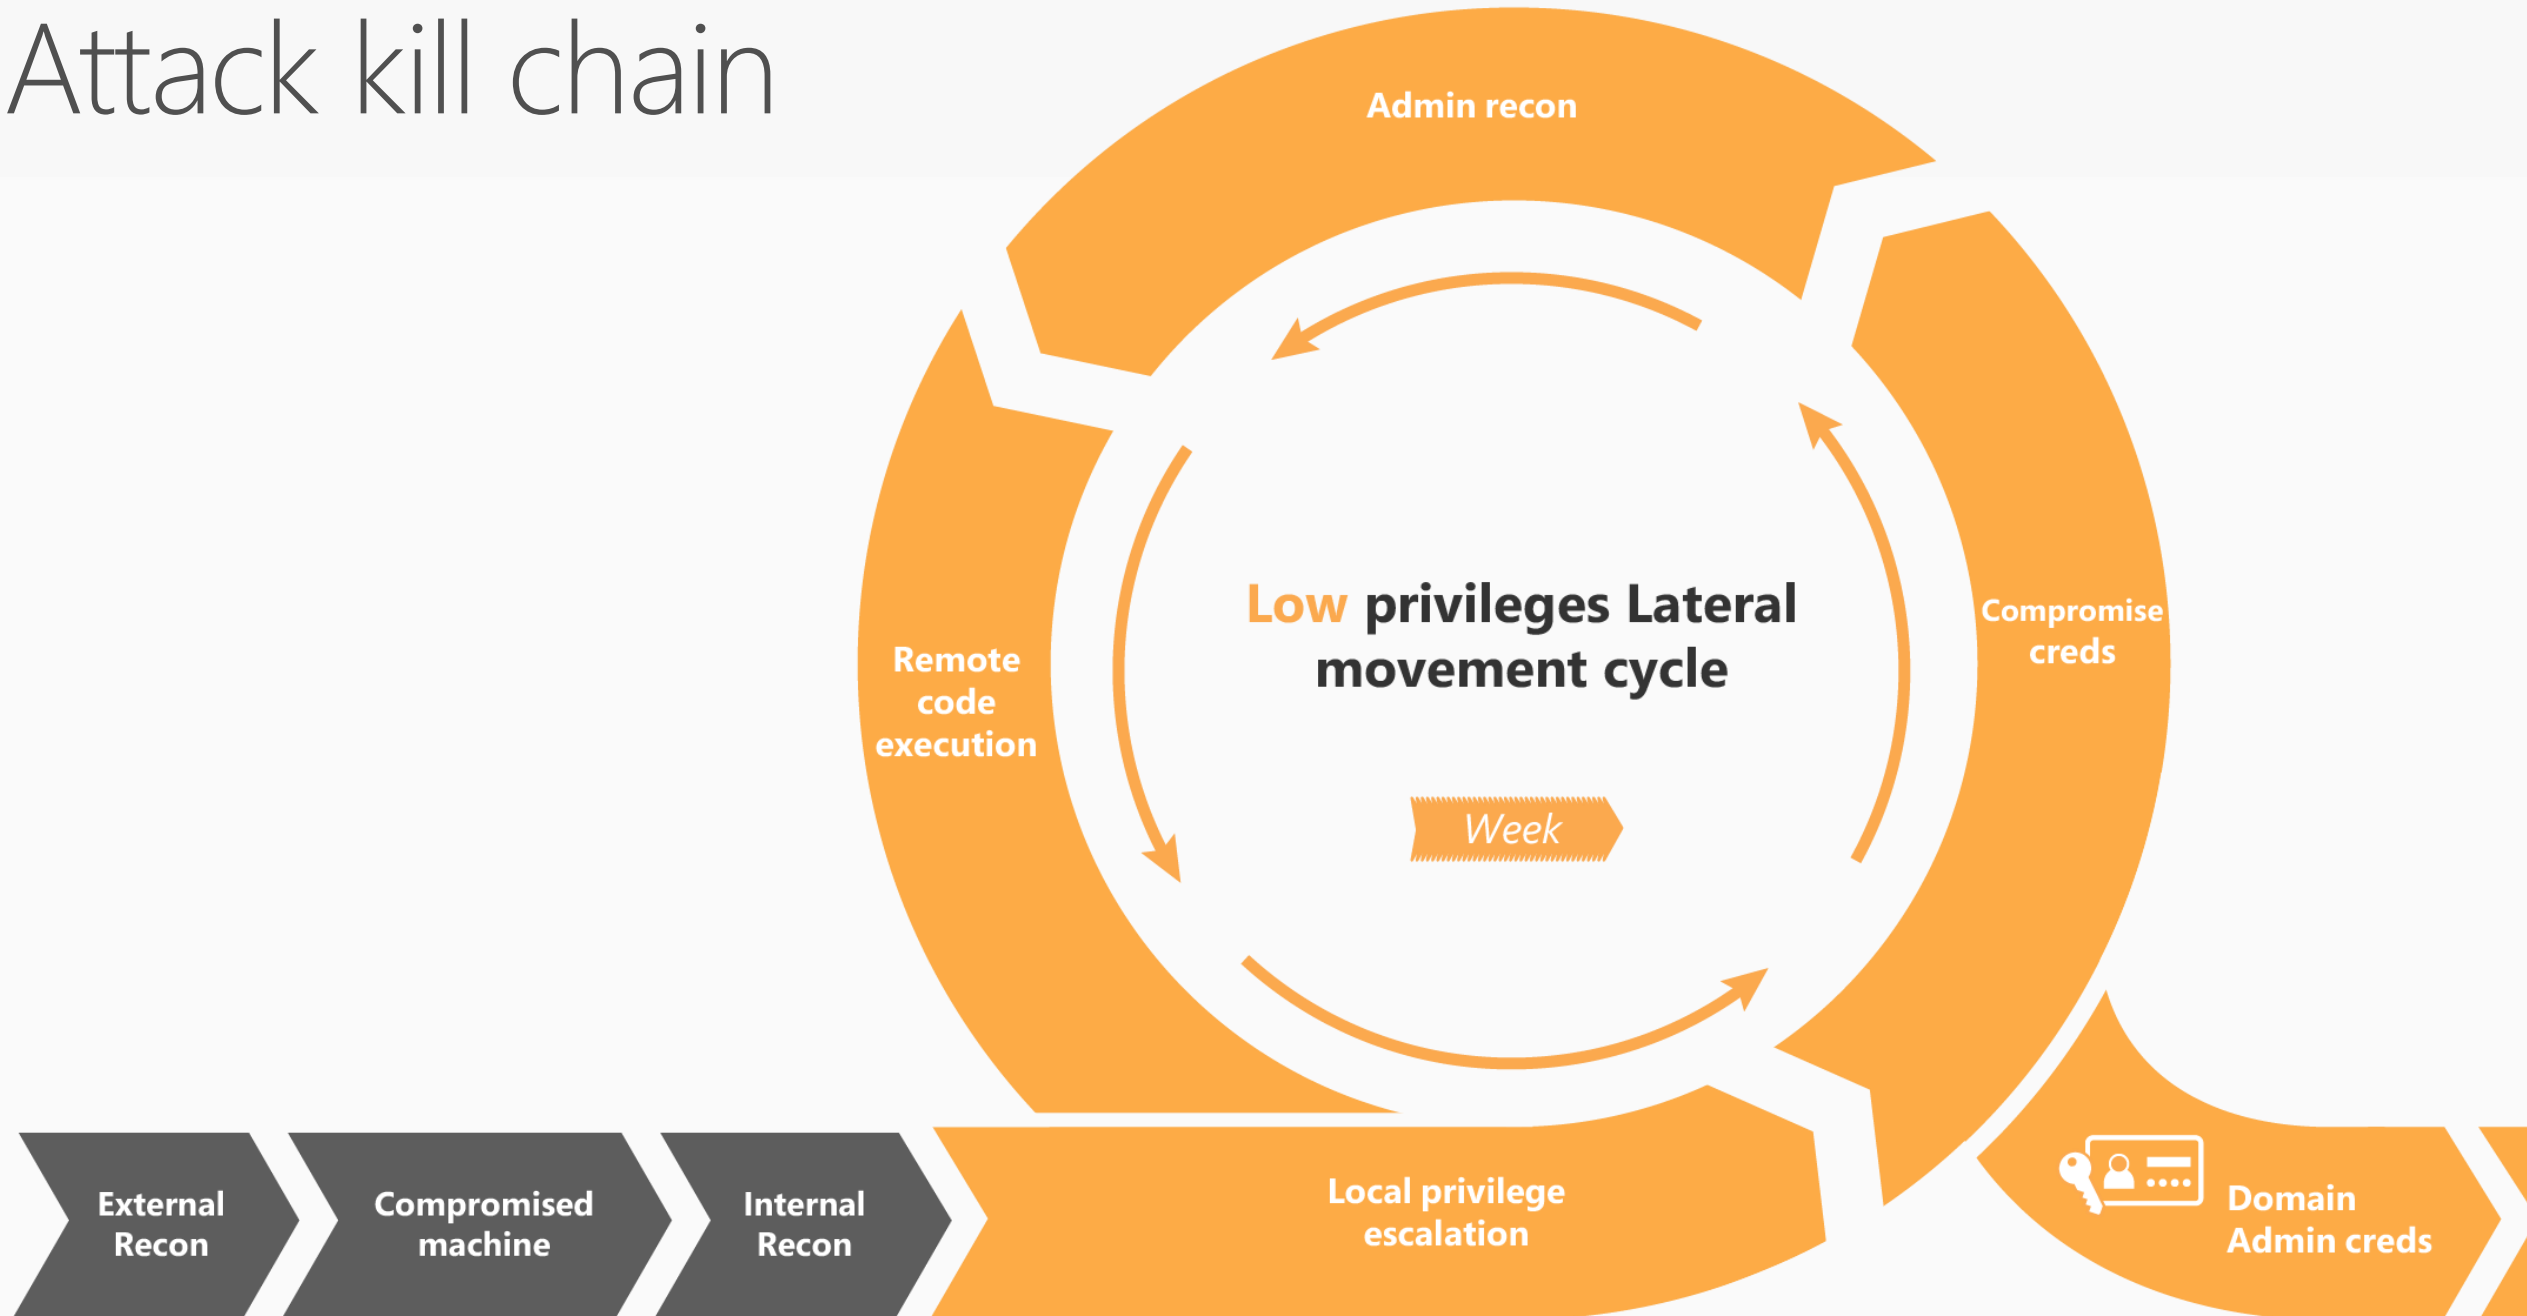 Attack kill chain
Admin recon
Compromise
creds
Low privileges Lateral
movement cycle
Remote
code
execution
Week
External
Recon
Compromised
machine
Internal
Recon
Local privilege
escalation
Domain
Admin creds